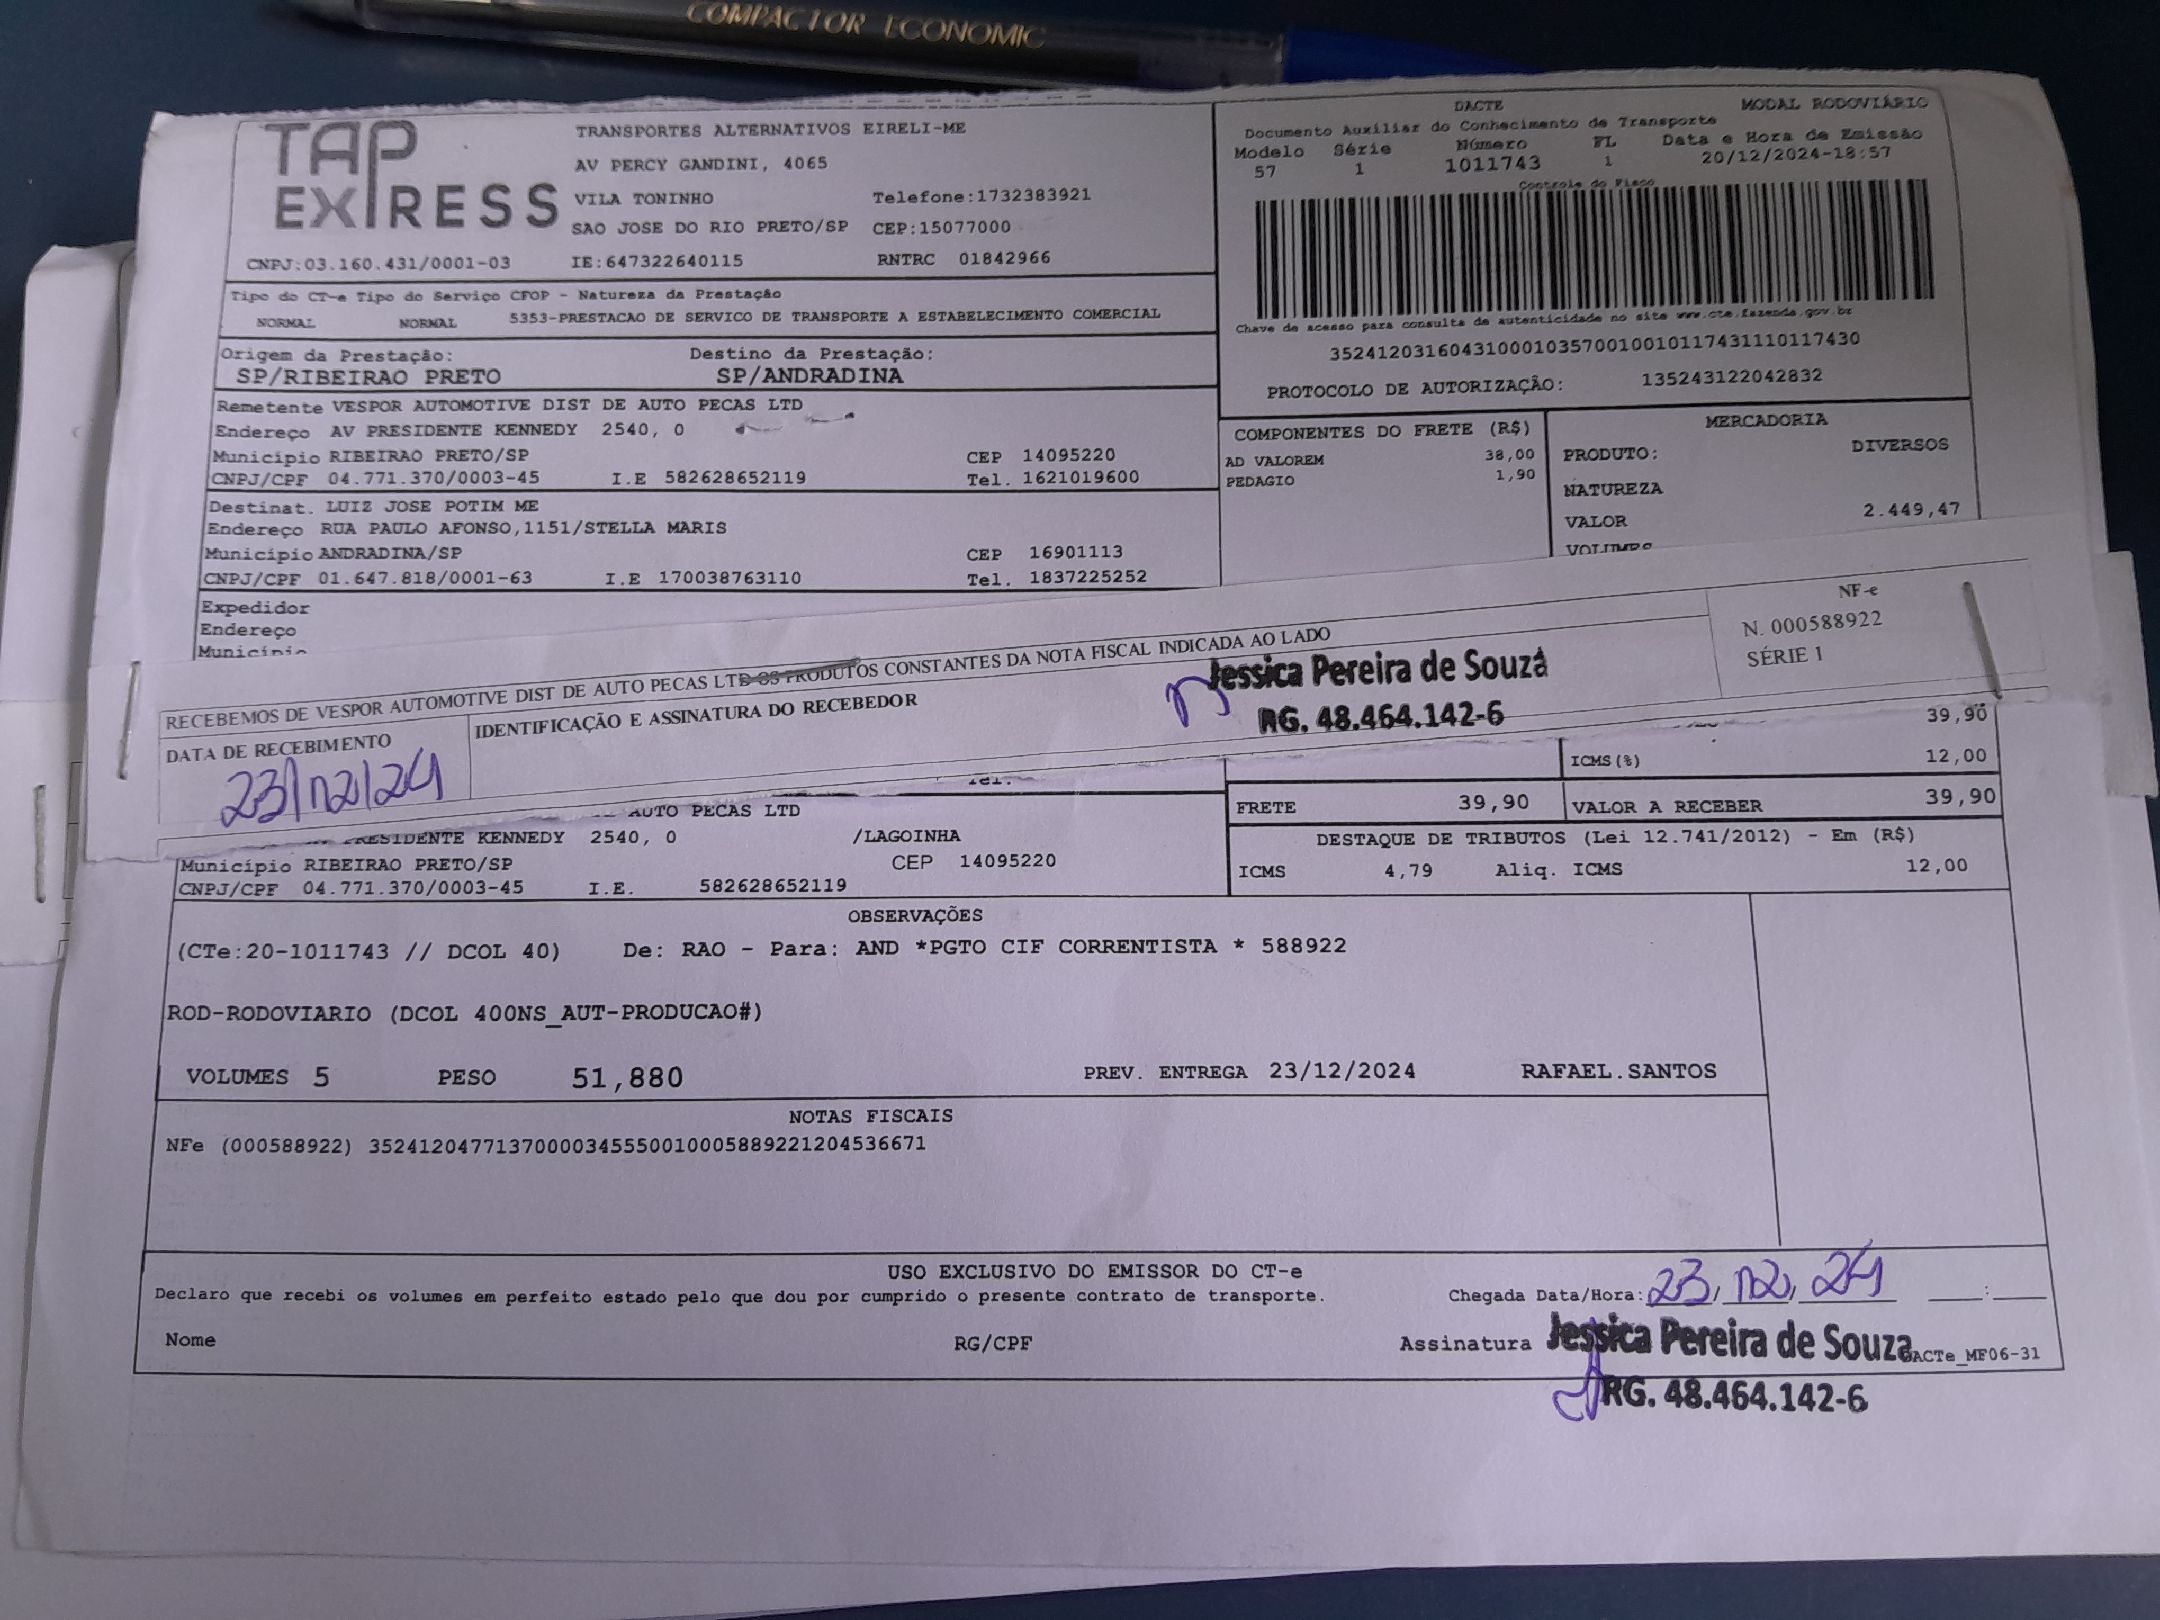 COMPACTOR ECONOMIC
TAP EXPRESS
TRANSPORTES ALTERNATIVOS EIRELI-ME
AV PERCY GANDINI, 4065
VILA TONINHO Telefone:1732383921
SAO JOSE DO RIO PRETO/SP CEP:15077000
CNPJ:03.160.431/0001-03 IE:647322640115 RNTRC 01842966
DACTE MODAL RODOVIÁRIO
Documento Auxiliar do Conhecimento de Transporte
Modelo Série Número FL Data e Hora de Emissão
57 1 1011743 1 20/12/2024-18:57
Controle do Fisco
Chave de acesso para consulta de autenticidade no site www.cte.fazenda.gov.br
35241203160431000103570010010117431110117430
PROTOCOLO DE AUTORIZAÇÃO: 135243122042832
Tipo do CT-e Tipo do Serviço CFOP - Natureza da Prestação
NORMAL NORMAL 5353-PRESTACAO DE SERVICO DE TRANSPORTE A ESTABELECIMENTO COMERCIAL
Origem da Prestação: Destino da Prestação:
SP/RIBEIRAO PRETO SP/ANDRADINA
Remetente VESPOR AUTOMOTIVE DIST DE AUTO PECAS LTD
Endereço AV PRESIDENTE KENNEDY 2540, 0
Município RIBEIRAO PRETO/SP CEP 14095220
CNPJ/CPF 04.771.370/0003-45 I.E 582628652119 Tel. 1621019600
Destinat. LUIZ JOSE POTIM ME
Endereço RUA PAULO AFONSO,1151/STELLA MARIS
Município ANDRADINA/SP CEP 16901113
CNPJ/CPF 01.647.818/0001-63 I.E 170038763110 Tel. 1837225252
Expedidor
Endereço
Município
COMPONENTES DO FRETE (R$)
AD VALOREM 38,00
PEDAGIO 1,90
MERCADORIA
PRODUTO: DIVERSOS
NATUREZA
VALOR 2.449,47
VOLUMES
RECEBEMOS DE VESPOR AUTOMOTIVE DIST DE AUTO PECAS LTD OS PRODUTOS CONSTANTES DA NOTA FISCAL INDICADA AO LADO
DATA DE RECEBIMENTO
23/12/24
IDENTIFICAÇÃO E ASSINATURA DO RECEBEDOR
Jessica Pereira de Souza
RG. 48.464.142-6
NF-e
N. 000588922
SÉRIE 1
39,90
ICMS(%) 12,00
FRETE 39,90 VALOR A RECEBER 39,90
DESTAQUE DE TRIBUTOS (Lei 12.741/2012) - Em (R$)
ICMS 4,79 Aliq. ICMS 12,00
Tel.
AUTO PECAS LTD
RESIDENTE KENNEDY 2540, 0 /LAGOINHA
Município RIBEIRAO PRETO/SP CEP 14095220
CNPJ/CPF 04.771.370/0003-45 I.E. 582628652119
OBSERVAÇÕES
(CTe:20-1011743 // DCOL 40) De: RAO - Para: AND *PGTO CIF CORRENTISTA * 588922
ROD-RODOVIARIO (DCOL 400NS_AUT-PRODUCAO#)
VOLUMES 5 PESO 51,880 PREV. ENTREGA 23/12/2024 RAFAEL.SANTOS
NOTAS FISCAIS
NFe (000588922) 35241204771370000345550010005889221204536671
USO EXCLUSIVO DO EMISSOR DO CT-e
Declaro que recebi os volumes em perfeito estado pelo que dou por cumprido o presente contrato de transporte.
Chegada Data/Hora: 23/12/24 ____:____
Nome RG/CPF Assinatura Jessica Pereira de Souza
DACTe_MF06-31
RG. 48.464.142-6